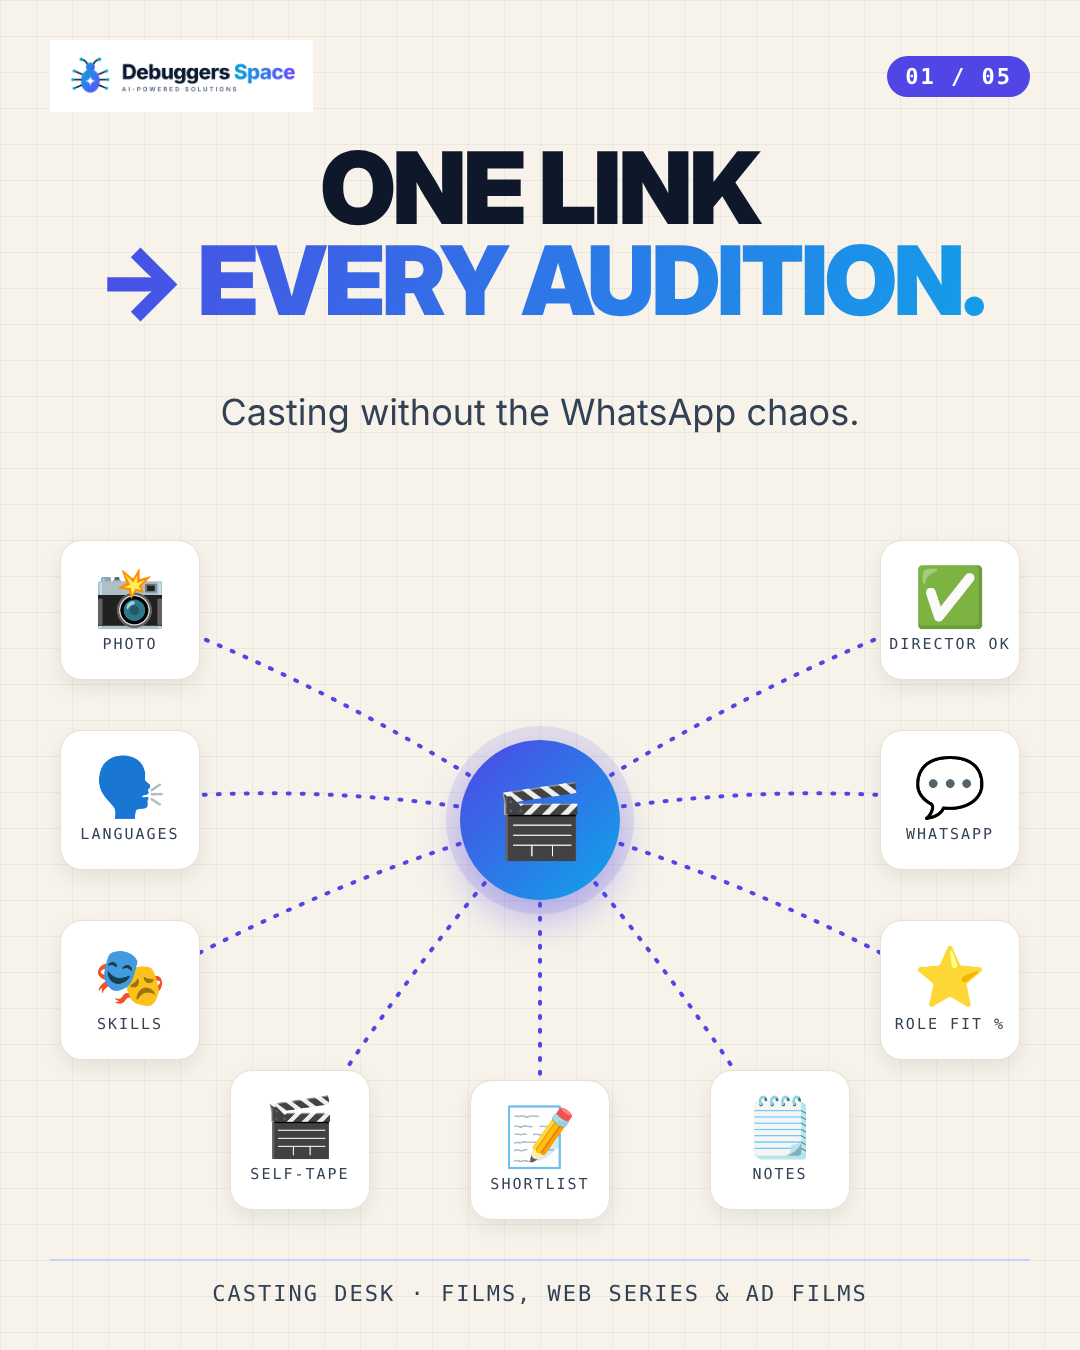 Debuggers Space
AI-POWERED SOLUTIONS
01 / 05
ONE LINK
→ EVERY AUDITION.
Casting without the WhatsApp chaos.
PHOTO
DIRECTOR OK
LANGUAGES
WHATSAPP
SKILLS
ROLE FIT %
SELF-TAPE
SHORTLIST
NOTES
CASTING DESK · FILMS, WEB SERIES & AD FILMS